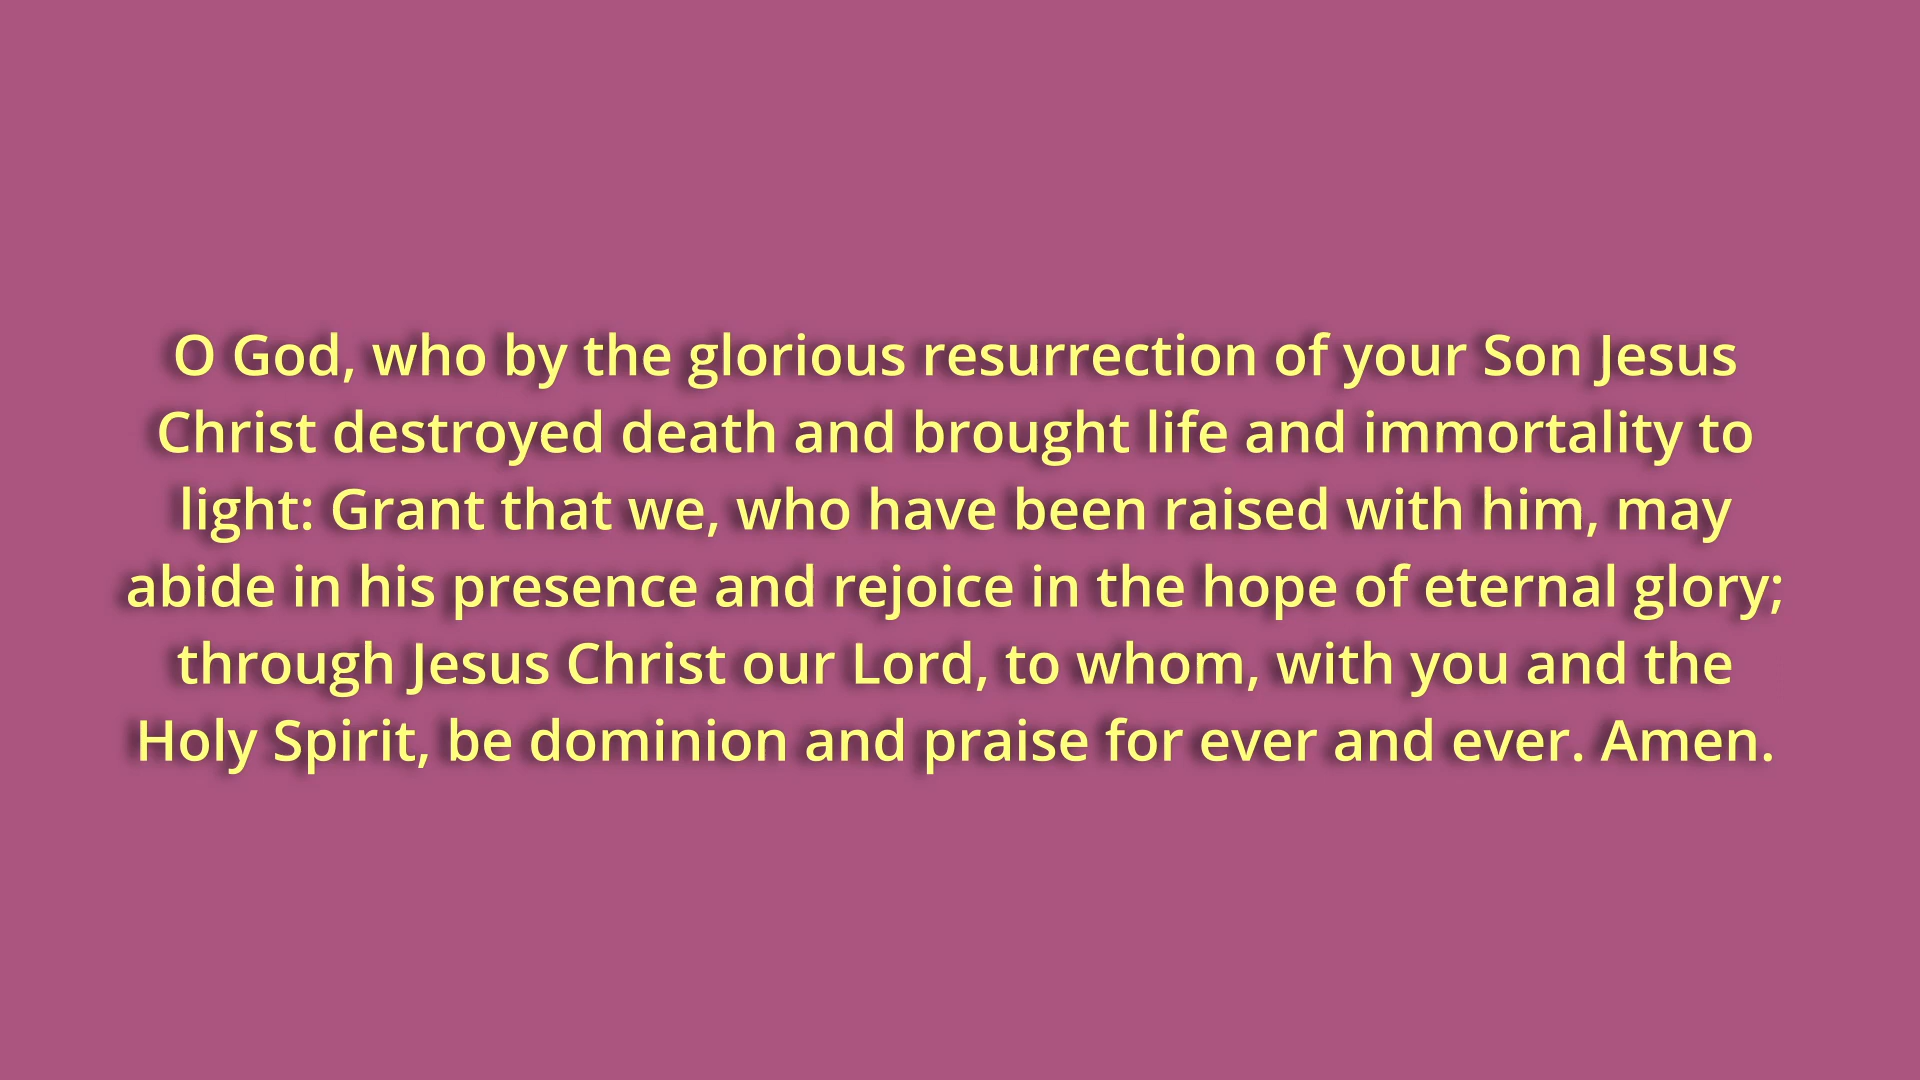 O God, who by the glorious resurrection of your Son Jesus
Christ destroyed death and brought life and immortality to
light: Grant that we, who have been raised with him, may
abide in his presence and rejoice in the hope of eternal glory;
through Jesus Christ our Lord, to whom, with you and the
Holy Spirit, be dominion and praise for ever and ever. Amen.